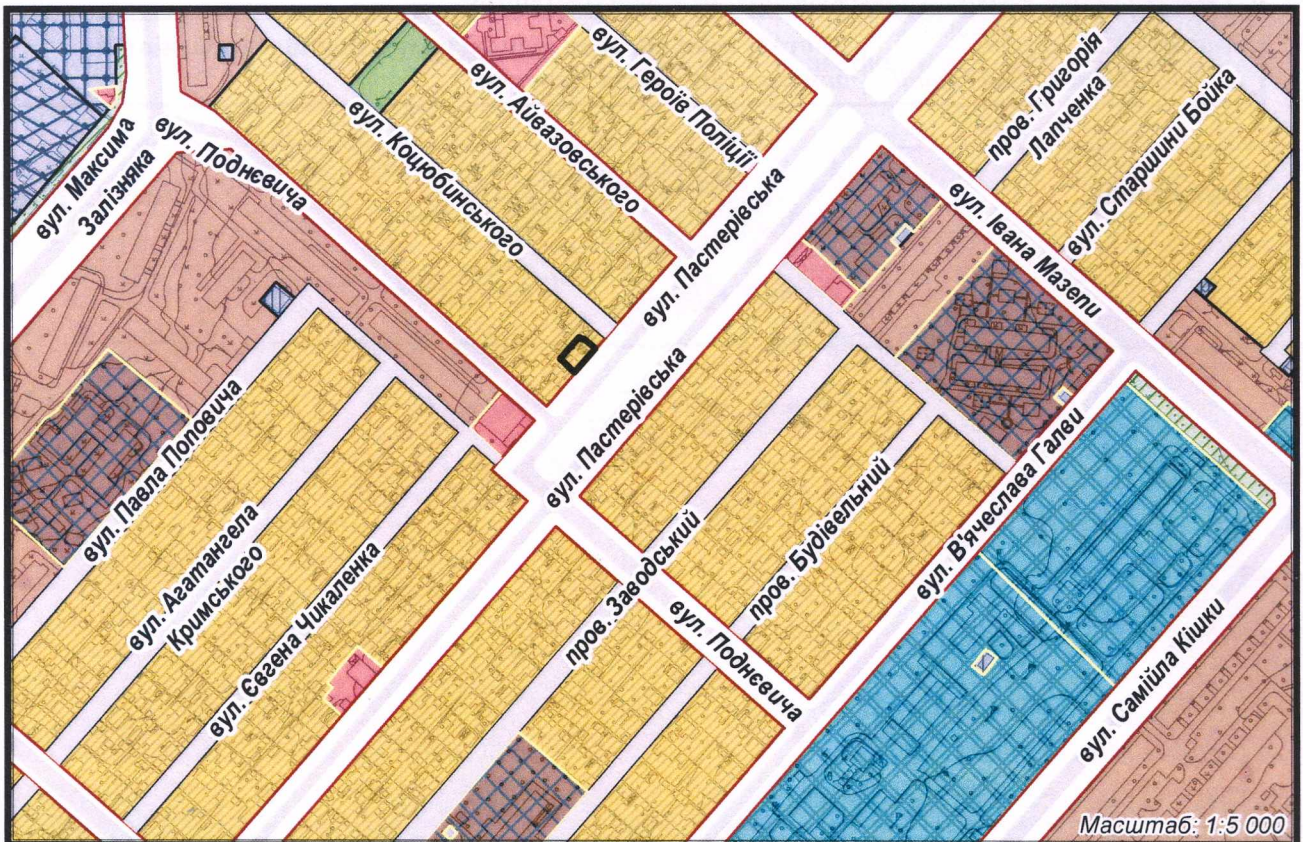 вул. Максима
Залізняка
вул. Поднєвича
вул. Коцюбинського
вул. Айвазовського
вул. Героїв Поліції
вул. Пастерівська
пров. Григорія
Лапченка
вул. Старшини Бойка
вул. Івана Мазепи
вул. Пастерівська
вул. Павла Поповича
вул. Агатангела
Кримського
вул. Євгена Чикаленка
пров. Заводський
пров. Будівельний
вул. Поднєвича
вул. В'ячеслава Галви
вул. Самійла Кішки
Масштаб: 1:5 000